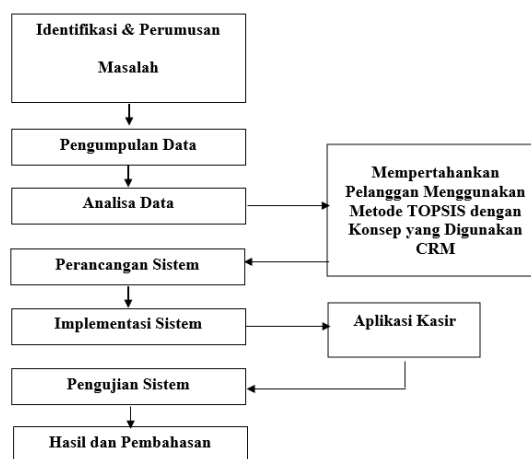 Identifikasi & Perumusan
Masalah
Pengumpulan Data
Analisa Data
Mempertahankan
Pelanggan Menggunakan
Metode TOPSIS dengan
Konsep yang Digunakan
CRM
Perancangan Sistem
Implementasi Sistem
Aplikasi Kasir
Pengujian Sistem
Hasil dan Pembahasan